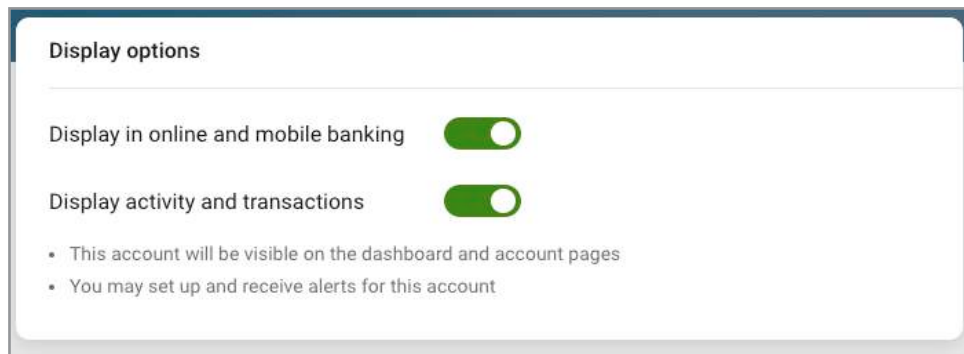 Display options
Display in online and mobile banking
Display activity and transactions
• This account will be visible on the dashboard and account pages
• You may set up and receive alerts for this account